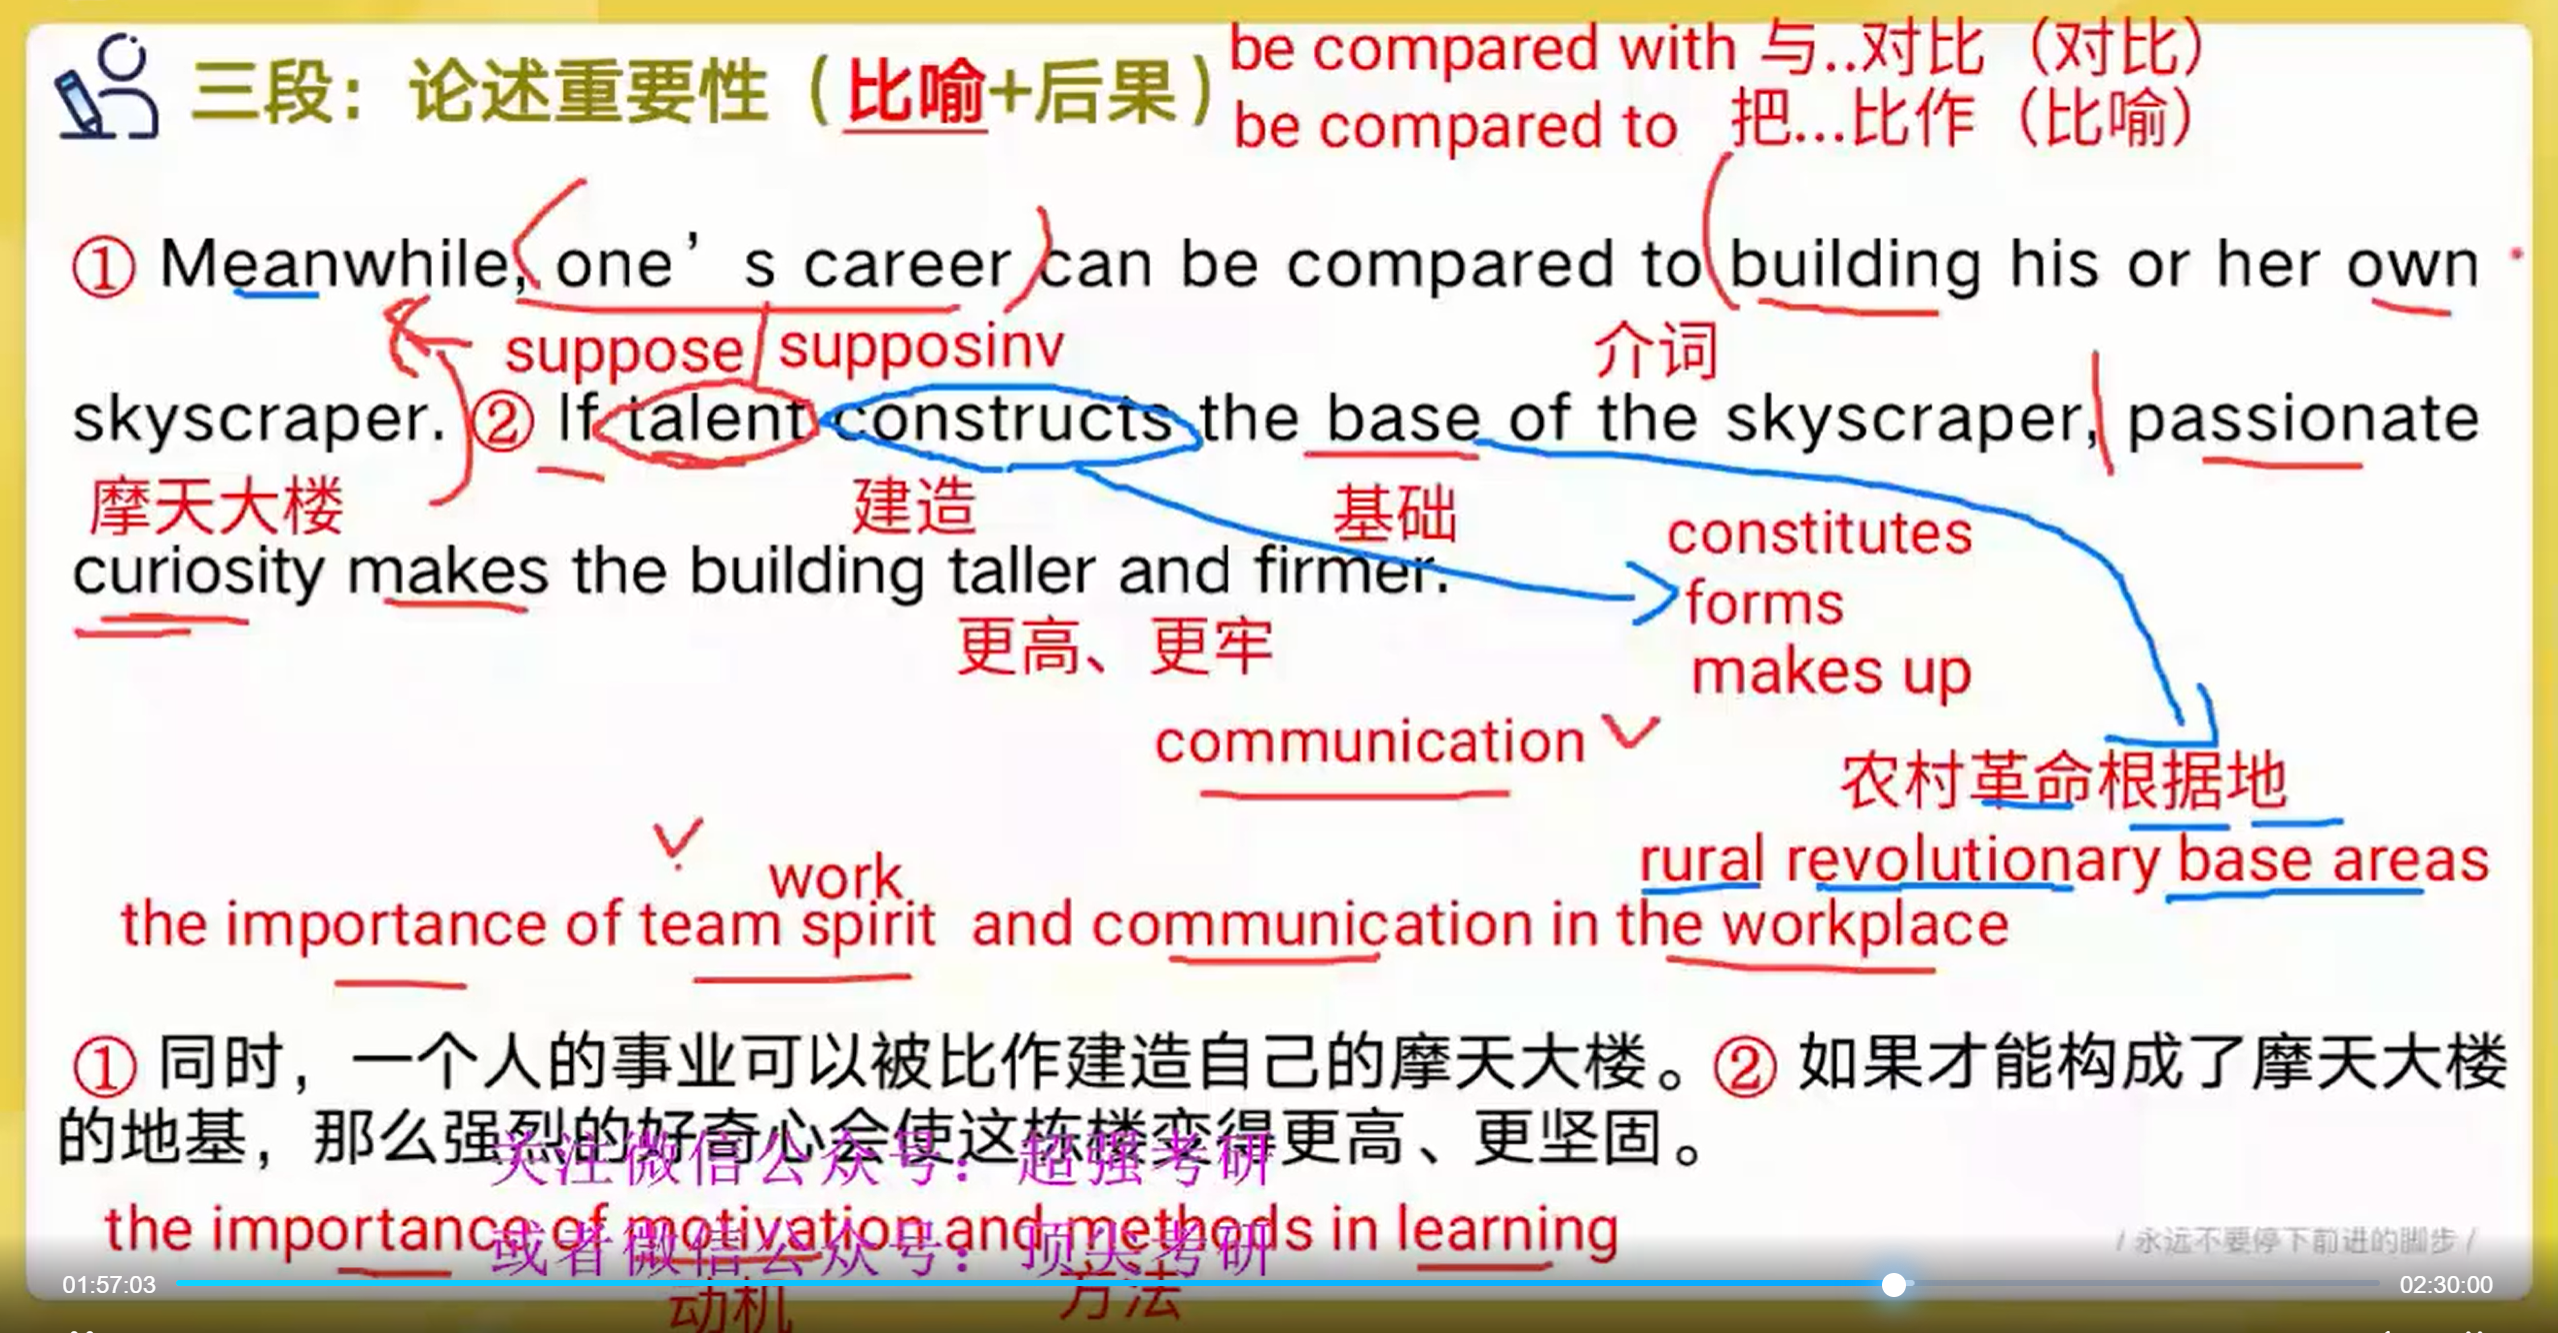 三段：论述重要性（比喻+后果）
be compared with 与..对比（对比）
be compared to 把...比作（比喻）
① Meanwhile, one's career can be compared to building his or her own
suppose supposinv 介词
skyscraper. ② If talent constructs the base of the skyscraper, passionate
摩天大楼 建造 基础
curiosity makes the building taller and firmer.
更高、更牢
constitutes
forms
makes up
communication
农村革命根据地
rural revolutionary base areas
work
the importance of team spirit and communication in the workplace
①同时，一个人的事业可以被比作建造自己的摩天大楼。②如果才能构成了摩天大楼
的地基，那么强烈的好奇心会使这栋楼变得更高、更坚固。
关注微信公众号：超强考研
the importance of motivation and methods in learning
或者微信公众号：顶尖考研
/ 永远不要停下前进的脚步 /
动机 方法
01:57:03 02:30:00